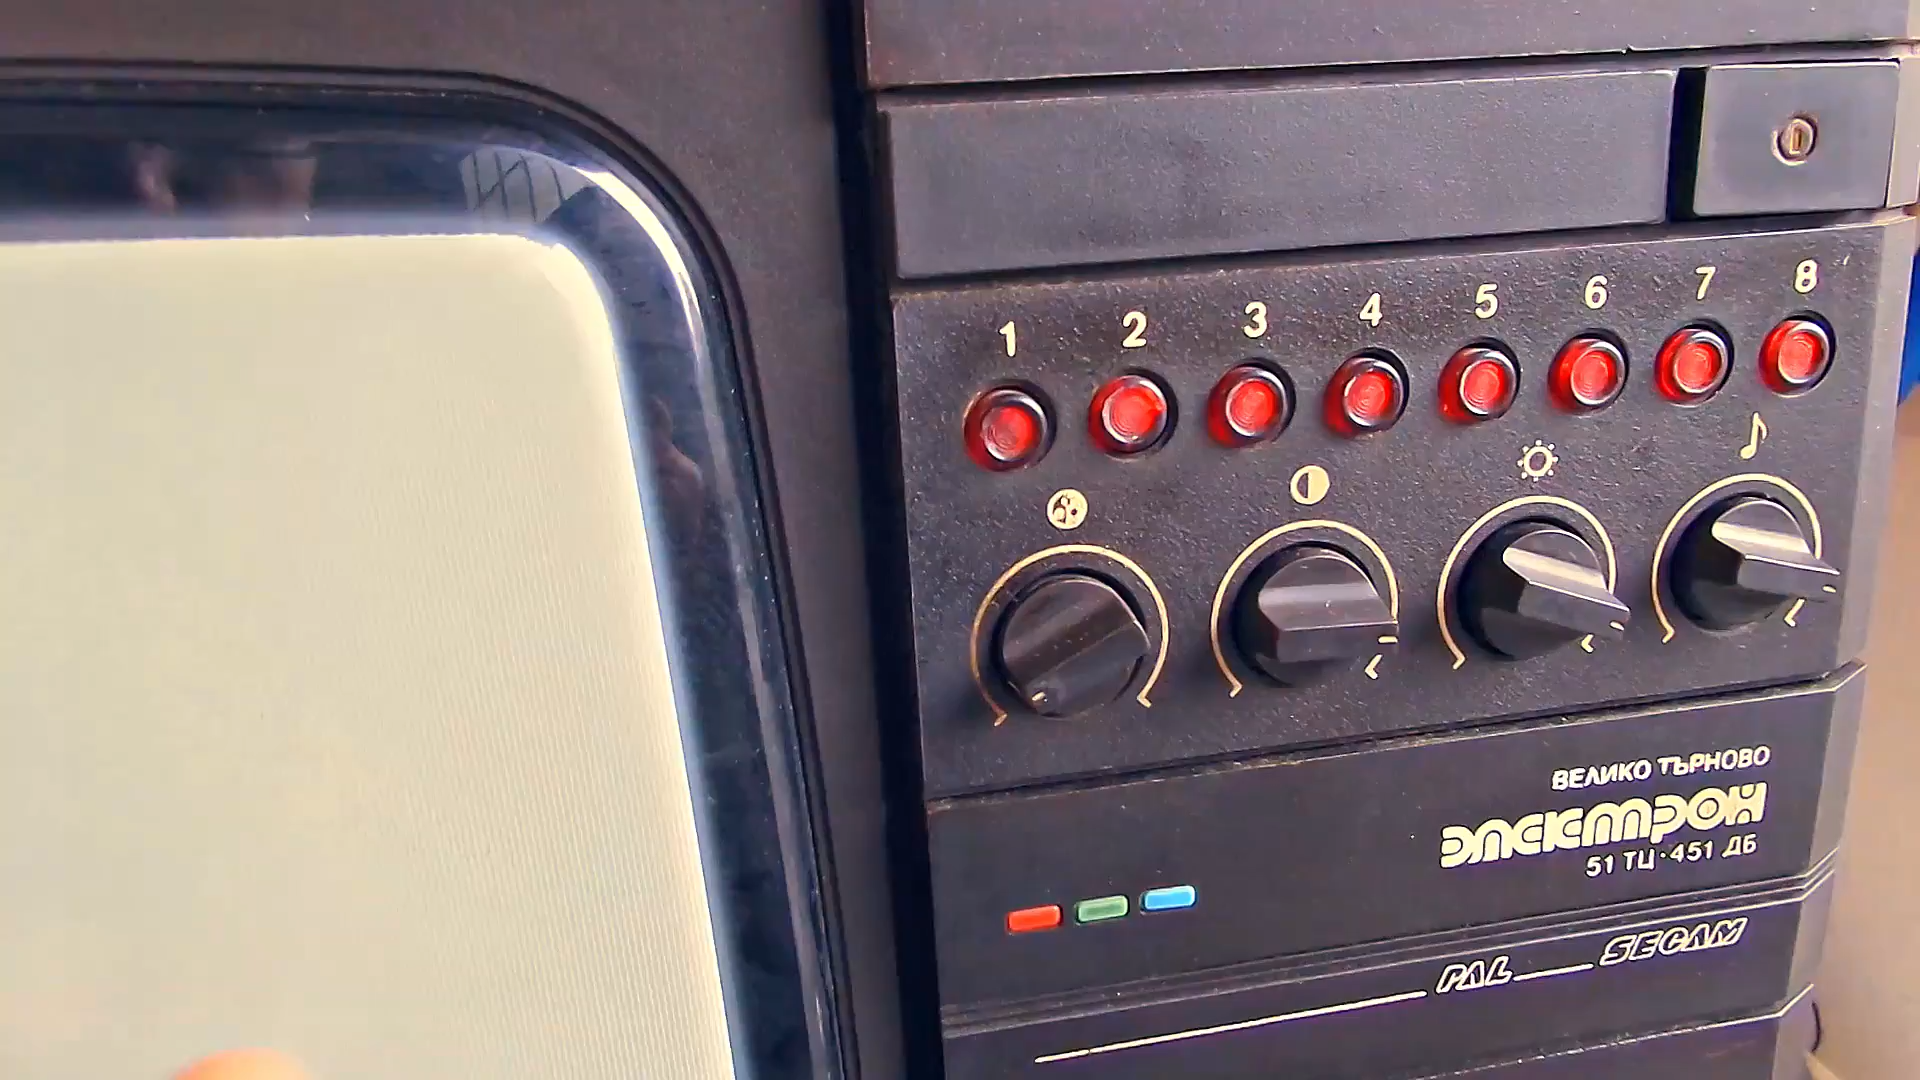 1 2 3 4 5 6 7 8
ВЕЛИКО ТЪРНОВО
ЭЛЕКТРОН
51 ТЦ·451 ДБ
PAL SECAM